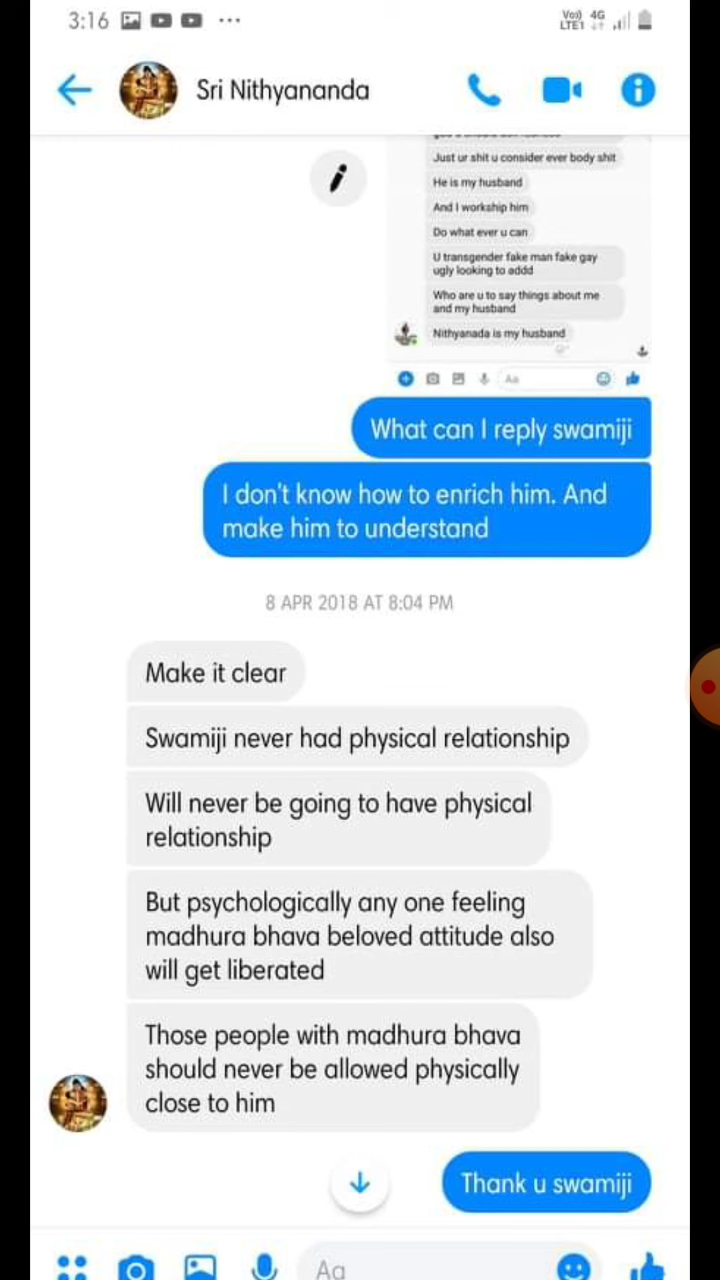 3:16
Vo)) 4G
LTE1
Sri Nithyananda
Just ur shit u consider ever body shit
He is my husband
And I workship him
Do what ever u can
U transgender fake man fake gay
ugly looking to addd
Who are u to say things about me
and my husband
Nithyanada is my husband
Aa
What can I reply swamiji
I don't know how to enrich him. And
make him to understand
8 APR 2018 AT 8:04 PM
Make it clear
Swamiji never had physical relationship
Will never be going to have physical
relationship
But psychologically any one feeling
madhura bhava beloved attitude also
will get liberated
Those people with madhura bhava
should never be allowed physically
close to him
Thank u swamiji
Aa